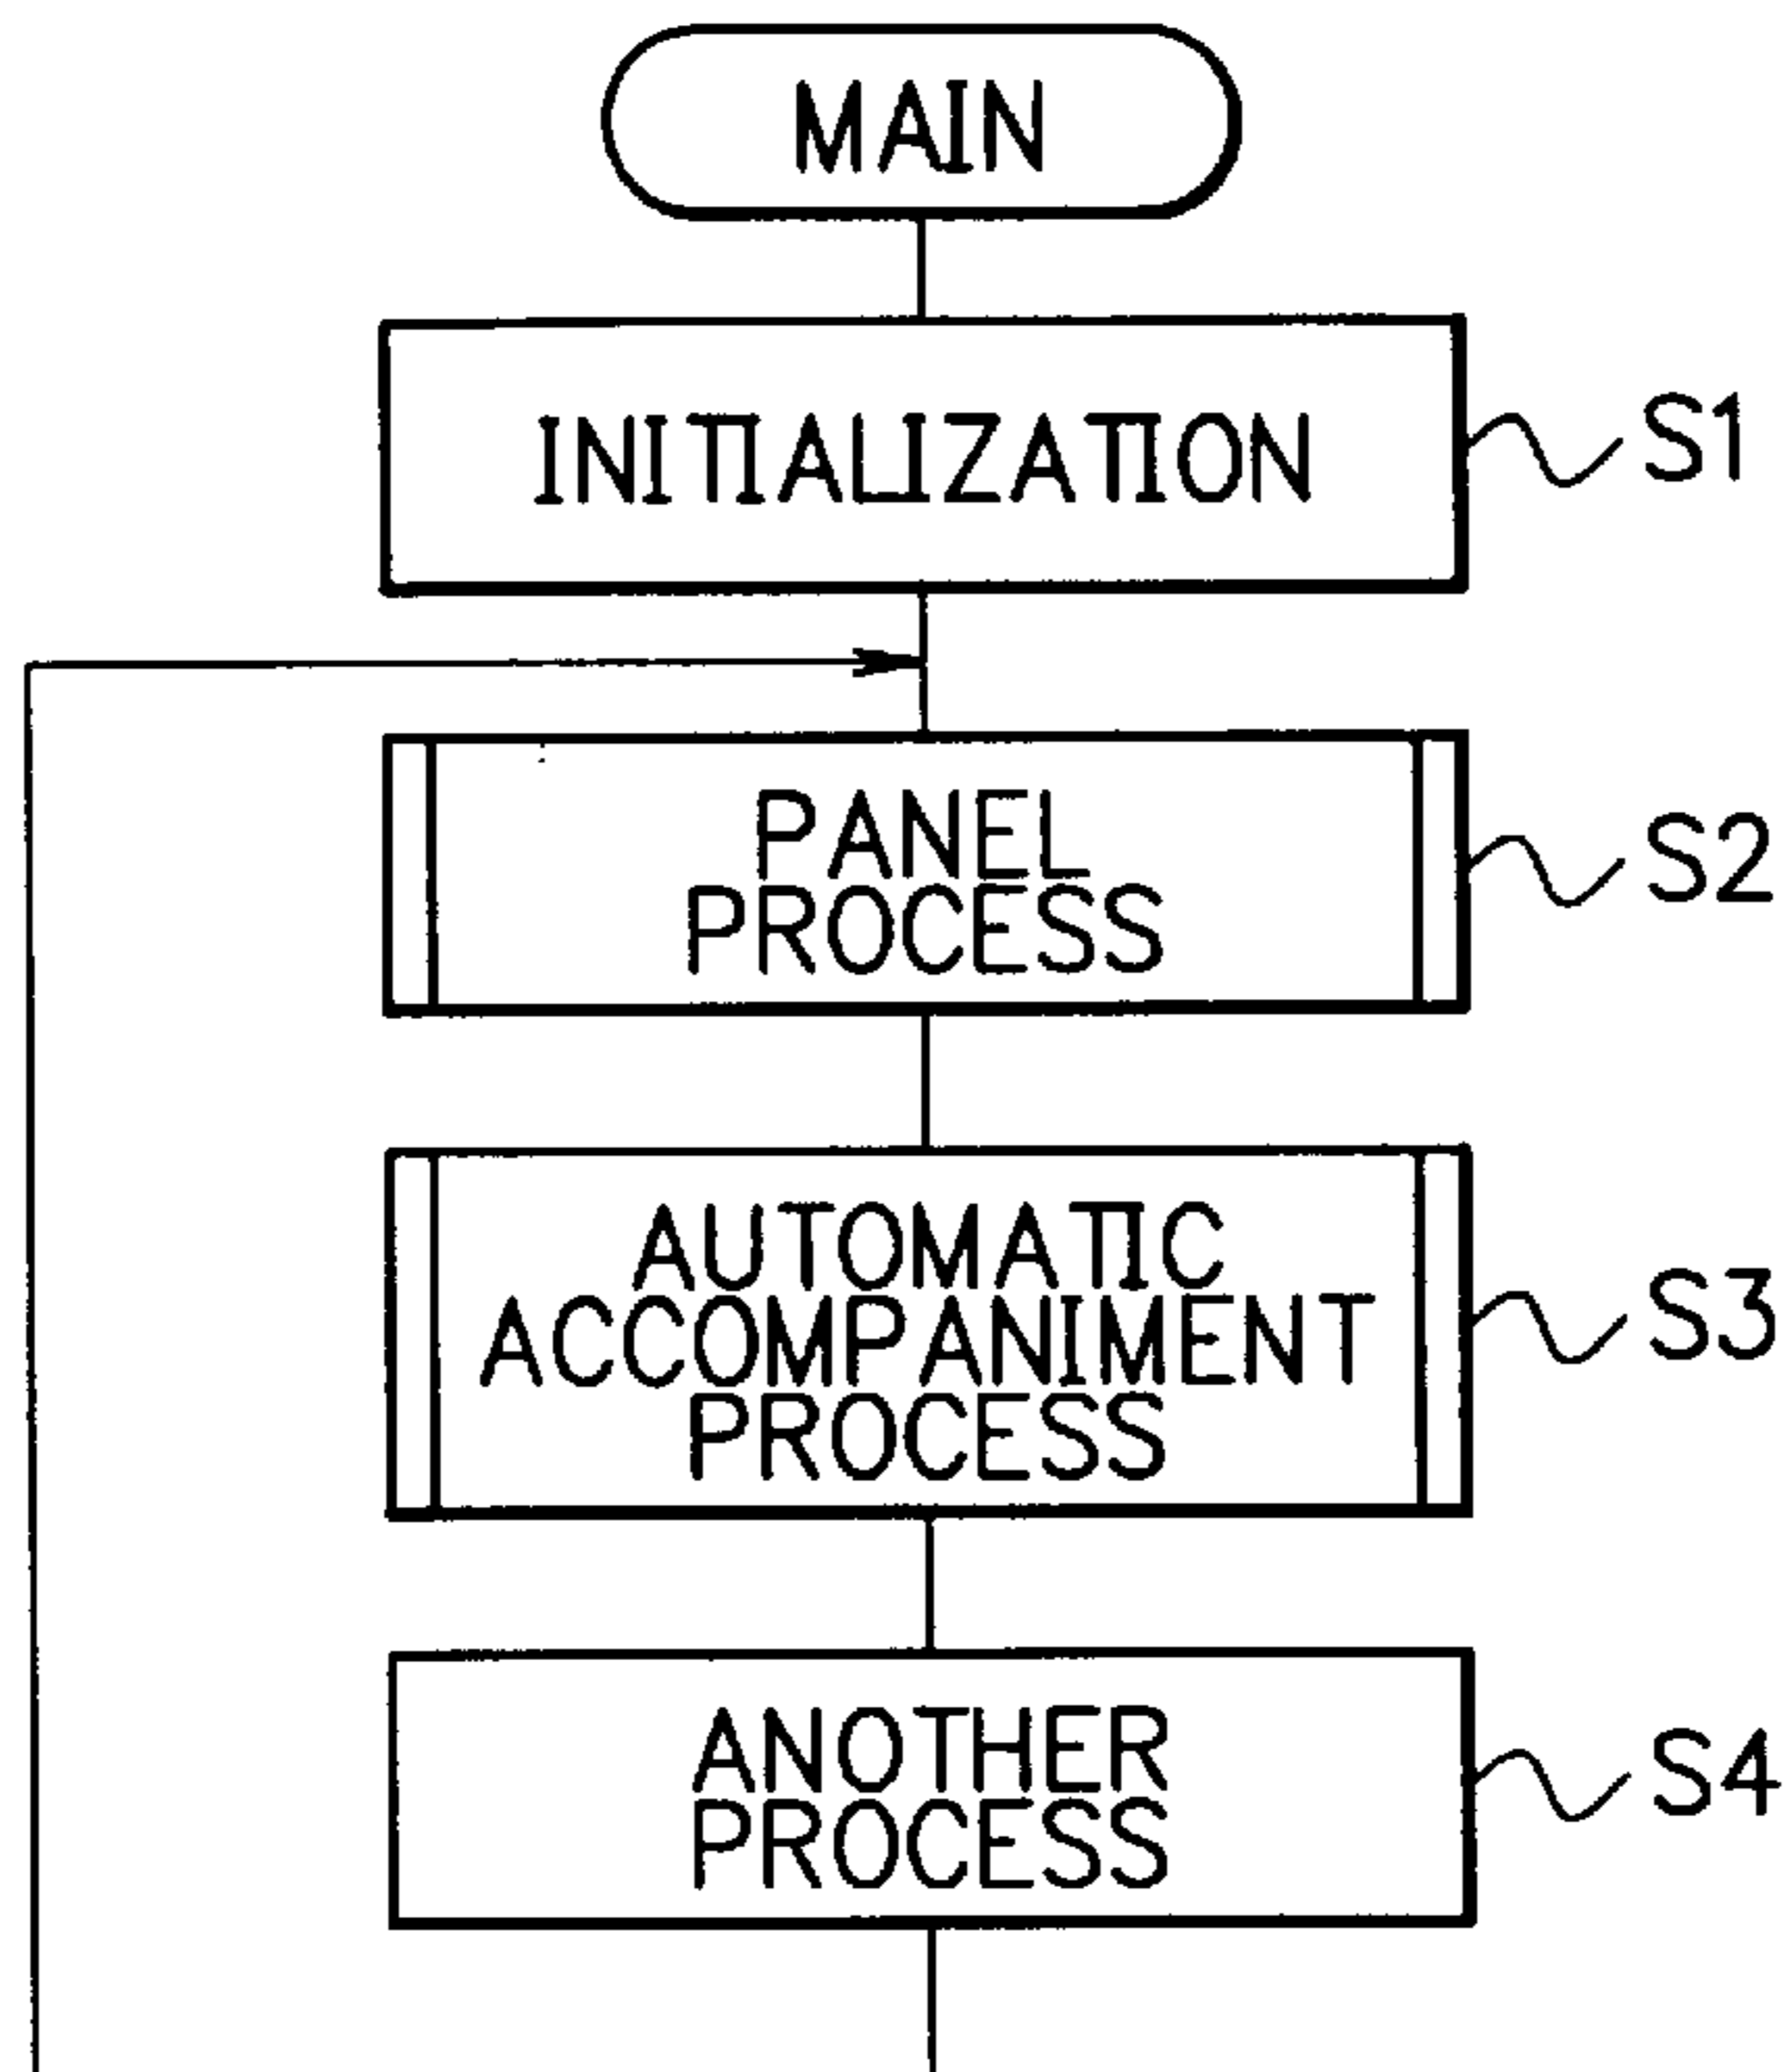 MAIN
INITIALIZATION
S1
PANEL
PROCESS
S2
AUTOMATIC
ACCOMPANIMENT
PROCESS
S3
ANOTHER
PROCESS
S4